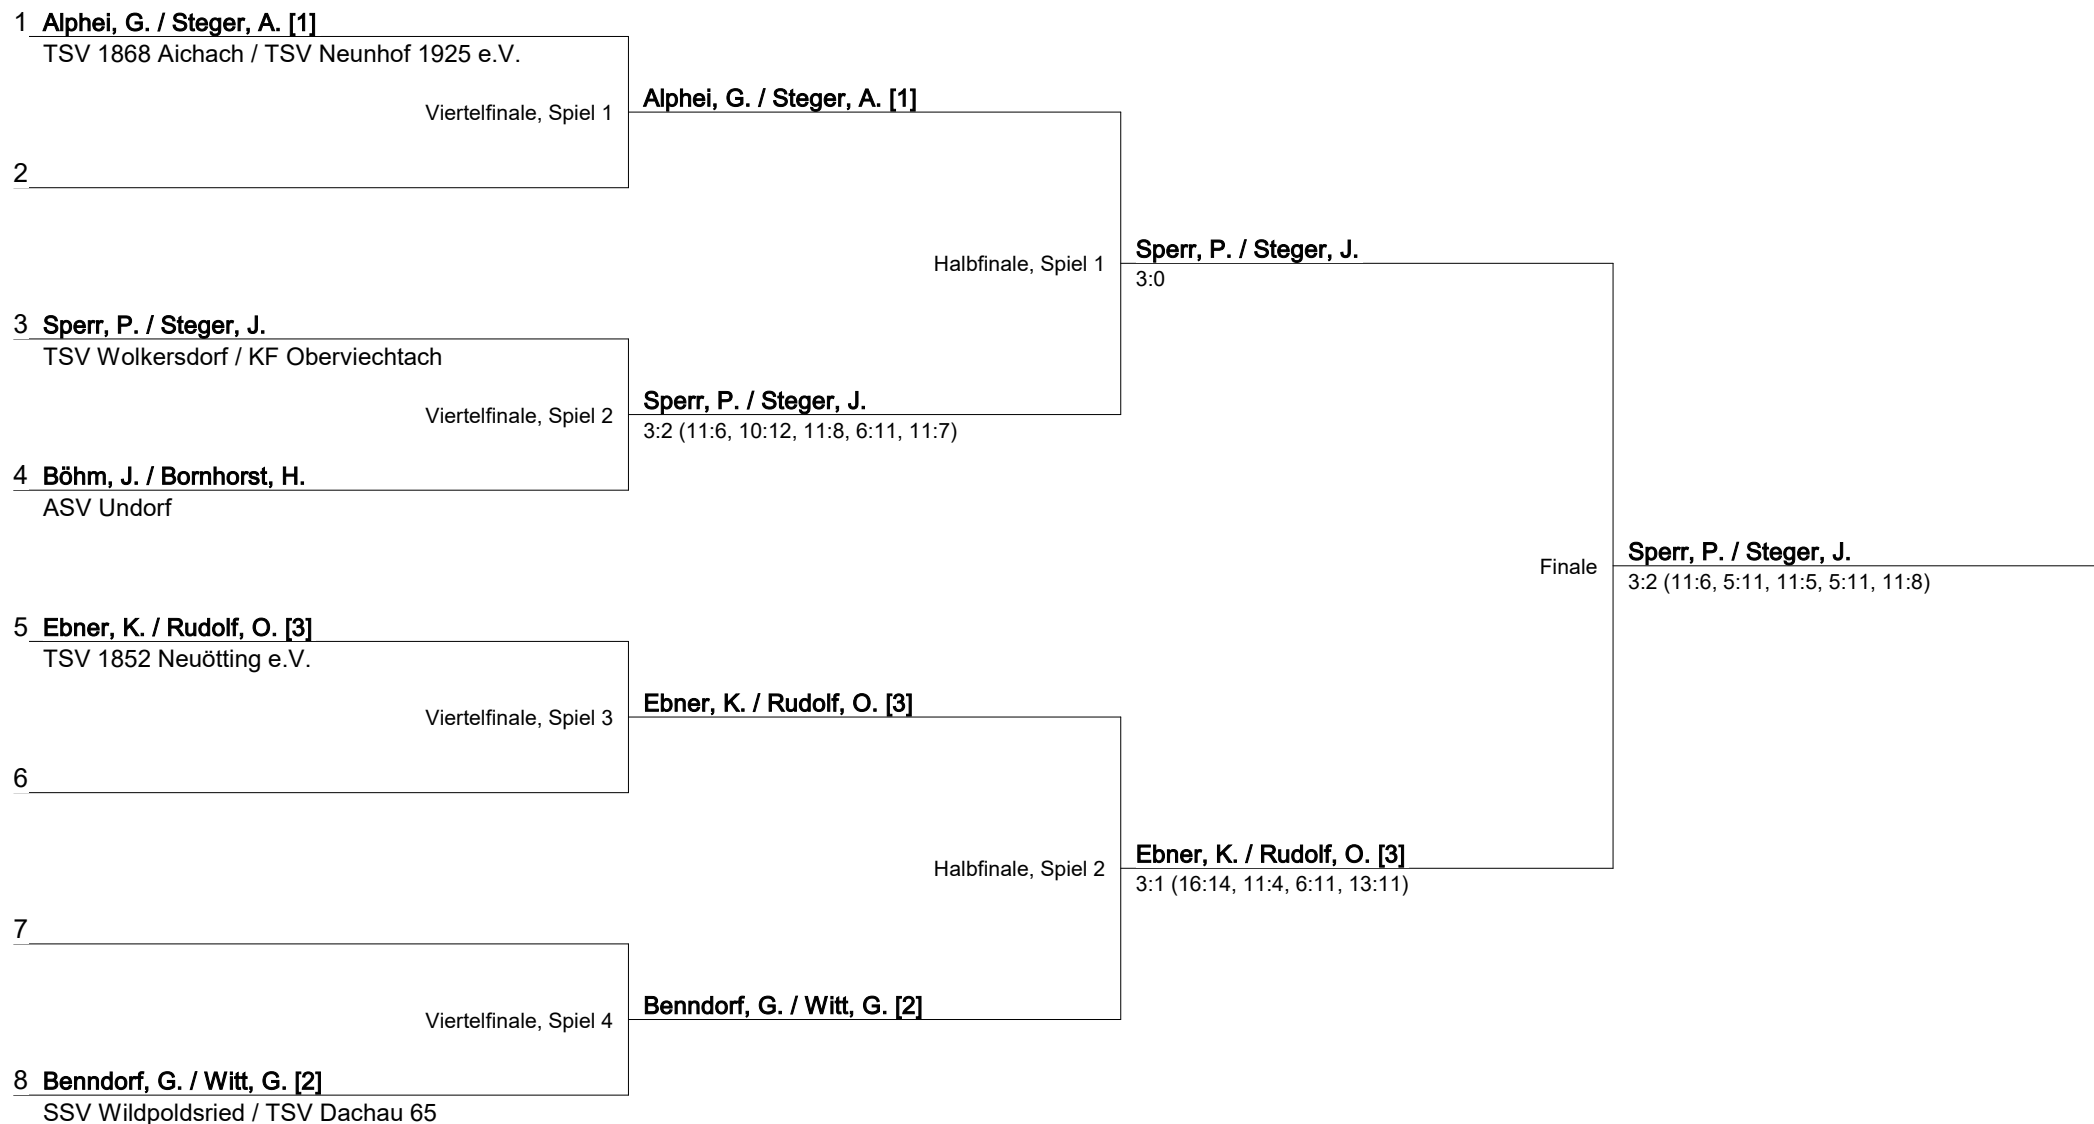 1 Alphei, G. / Steger, A. [1]
TSV 1868 Aichach / TSV Neunhof 1925 e.V.
Viertelfinale, Spiel 1
Alphei, G. / Steger, A. [1]
2
Halbfinale, Spiel 1
Sperr, P. / Steger, J.
3:0
3 Sperr, P. / Steger, J.
TSV Wolkersdorf / KF Oberviechtach
Viertelfinale, Spiel 2
Sperr, P. / Steger, J.
3:2 (11:6, 10:12, 11:8, 6:11, 11:7)
4 Böhm, J. / Bornhorst, H.
ASV Undorf
Finale
Sperr, P. / Steger, J.
3:2 (11:6, 5:11, 11:5, 5:11, 11:8)
5 Ebner, K. / Rudolf, O. [3]
TSV 1852 Neuötting e.V.
Viertelfinale, Spiel 3
Ebner, K. / Rudolf, O. [3]
6
Halbfinale, Spiel 2
Ebner, K. / Rudolf, O. [3]
3:1 (16:14, 11:4, 6:11, 13:11)
7
Viertelfinale, Spiel 4
Benndorf, G. / Witt, G. [2]
8 Benndorf, G. / Witt, G. [2]
SSV Wildpoldsried / TSV Dachau 65